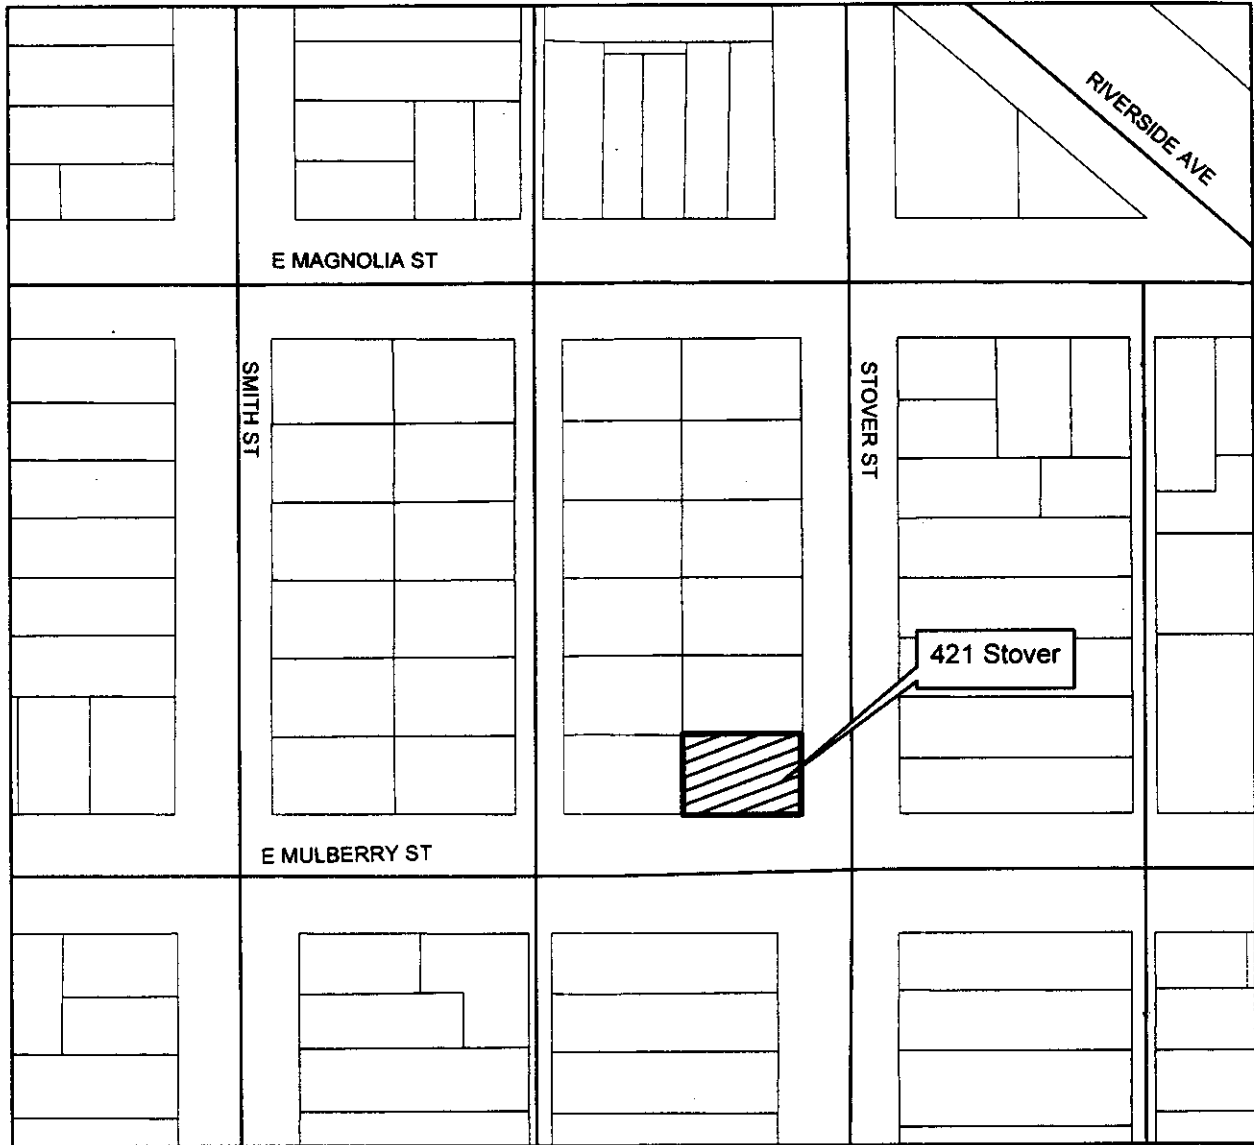 RIVERSIDE AVE
E MAGNOLIA ST
SMITH ST
STOVER ST
421 Stover
E MULBERRY ST